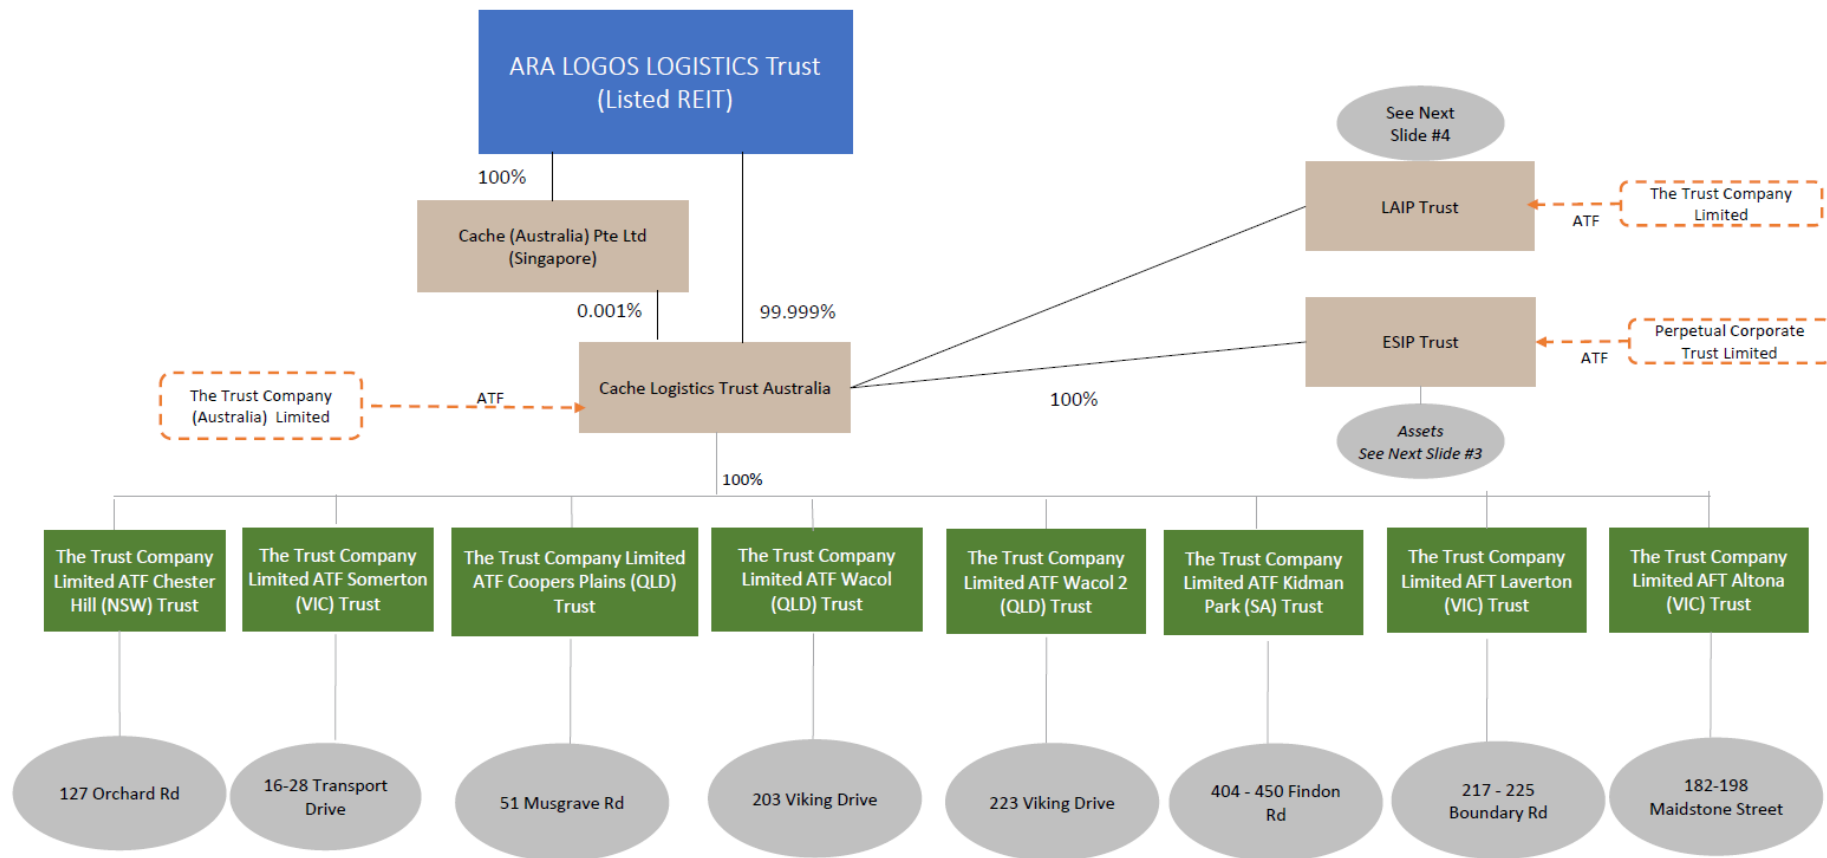 ARA LOGOS LOGISTICS Trust
(Listed REIT)
See Next
Slide #4
100%
LAIP Trust
The Trust Company
Limited
ATF
Cache (Australia) Pte Ltd
(Singapore)
0.001%
99.999%
ESIP Trust
Perpetual Corporate
Trust Limited
ATF
Cache Logistics Trust Australia
The Trust Company
(Australia) Limited
ATF
100%
Assets
See Next Slide #3
100%
The Trust Company
Limited ATF Chester
Hill (NSW) Trust
The Trust Company
Limited ATF Somerton
(VIC) Trust
The Trust Company Limited
ATF Coopers Plains (QLD)
Trust
The Trust Company
Limited ATF Wacol
(QLD) Trust
The Trust Company
Limited ATF Wacol 2
(QLD) Trust
The Trust Company
Limited ATF Kidman
Park (SA) Trust
The Trust Company
Limited AFT Laverton
(VIC) Trust
The Trust Company
Limited AFT Altona
(VIC) Trust
127 Orchard Rd
16-28 Transport
Drive
51 Musgrave Rd
203 Viking Drive
223 Viking Drive
404 - 450 Findon
Rd
217 - 225
Boundary Rd
182-198
Maidstone Street